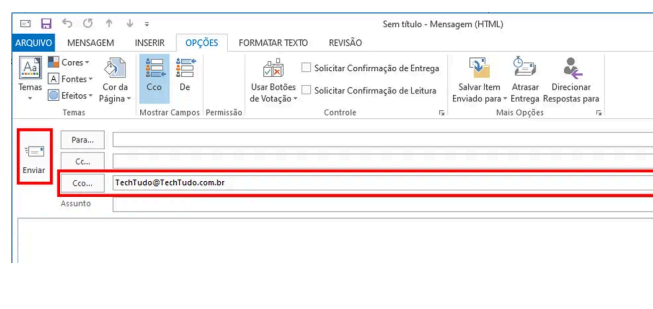 Sem título - Mensagem (HTML)
ARQUIVO MENSAGEM INSERIR OPÇÕES FORMATAR TEXTO REVISÃO
Aa Cores Solicitar Confirmação de Entrega
A Fontes
Temas Efeitos Cor da Página Cco De Usar Botões de Votação Solicitar Confirmação de Leitura Salvar Item Enviado para Atrasar Entrega Direcionar Respostas para
Temas Mostrar Campos Permissão Controle Mais Opções
Para...
Cc...
Enviar
Cco... TechTudo@TechTudo.com.br
Assunto